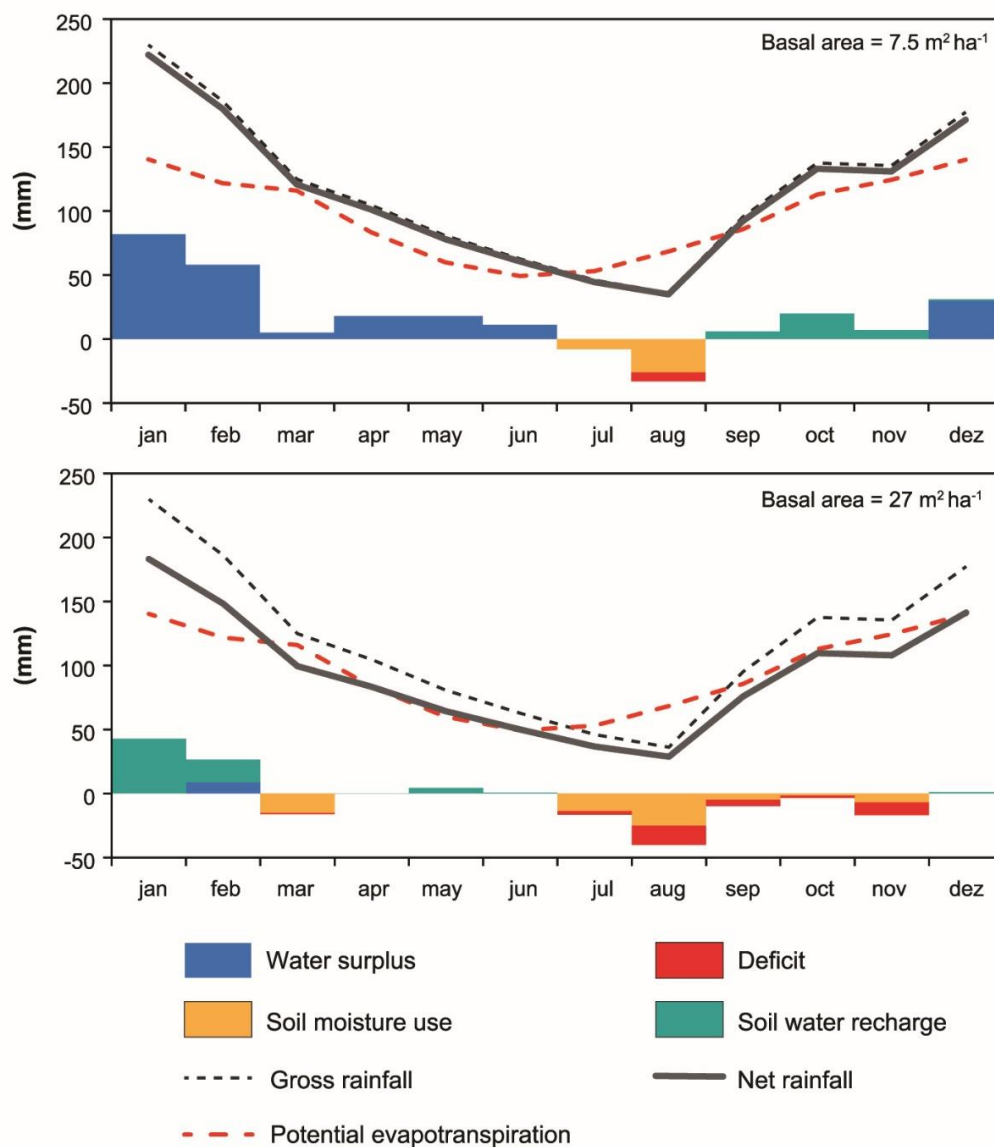 250
Basal area = 7.5 m² ha⁻¹
200
150
(mm)
100
50
0
-50
jan feb mar apr may jun jul aug sep oct nov dez
250
Basal area = 27 m² ha⁻¹
200
150
(mm)
100
50
0
-50
jan feb mar apr may jun jul aug sep oct nov dez
Water surplus
Deficit
Soil moisture use
Soil water recharge
Gross rainfall
Net rainfall
Potential evapotranspiration